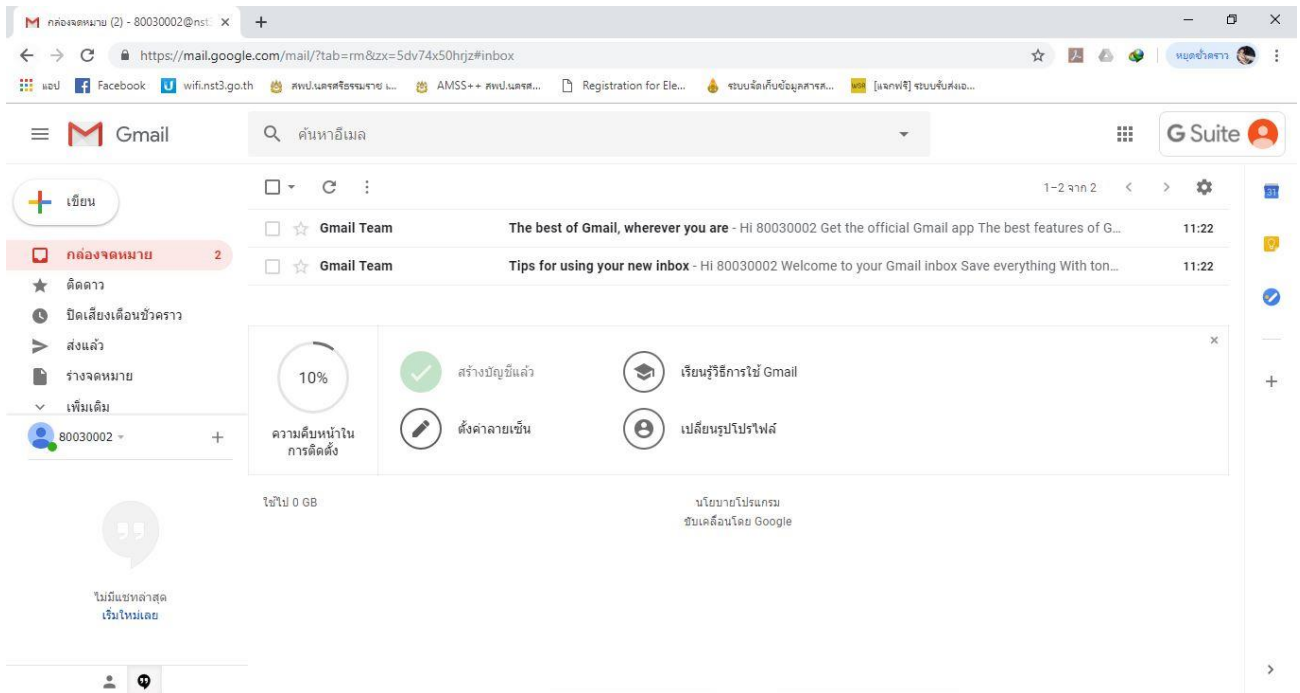 กล่องจดหมาย (2) - 80030002@nst
https://mail.google.com/mail/?tab=rm&zx=5dv74x50hrjz#inbox
หยุดชั่วคราว
แอป Facebook wifi.nst3.go.th สพป.นครศรีธรรมราช เ... AMSS++ สพป.นครศ... Registration for Ele... ระบบจัดเก็บข้อมูลสารส... [แจกฟรี] ระบบรับส่งเอ...
Gmail
ค้นหาอีเมล
G Suite
เขียน
1-2 จาก 2
กล่องจดหมาย 2
ติดดาว
ปิดเสียงเตือนชั่วคราว
ส่งแล้ว
ร่างจดหมาย
เพิ่มเติม
80030002
ไม่มีแชทล่าสุด
เริ่มใหม่เลย
Gmail Team The best of Gmail, wherever you are - Hi 80030002 Get the official Gmail app The best features of G... 11:22
Gmail Team Tips for using your new inbox - Hi 80030002 Welcome to your Gmail inbox Save everything With ton... 11:22
10%
ความคืบหน้าใน
การติดตั้ง
สร้างบัญชีแล้ว
เรียนรู้วิธีการใช้ Gmail
ตั้งค่าลายเซ็น
เปลี่ยนรูปโปรไฟล์
ใช้ไป 0 GB
นโยบายโปรแกรม
ขับเคลื่อนโดย Google
31